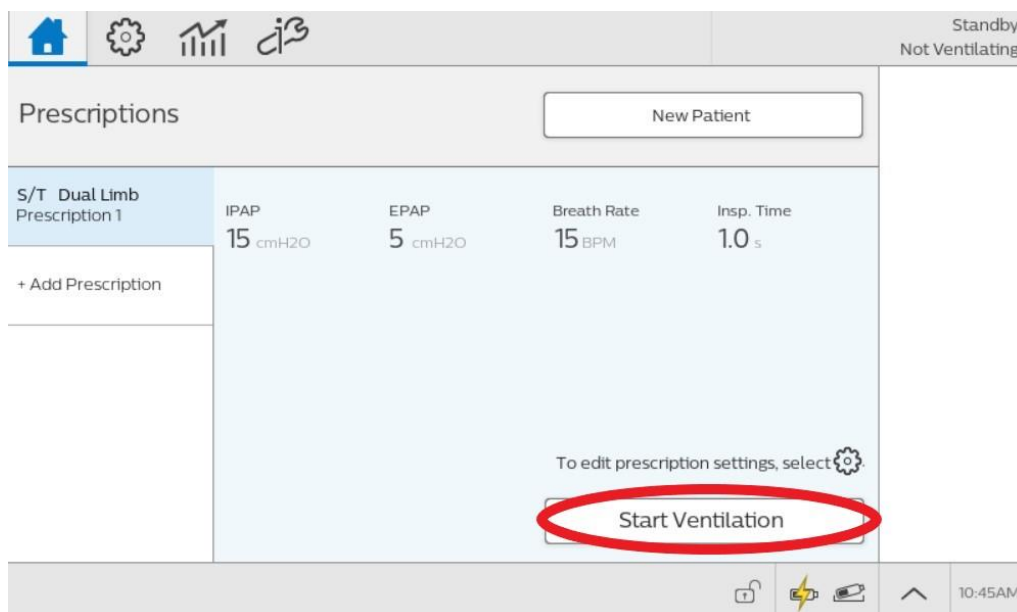 Standby
Not Ventilating
Prescriptions
New Patient
S/T Dual Limb
Prescription 1
+ Add Prescription
IPAP
15 cmH2O
EPAP
5 cmH2O
Breath Rate
15 BPM
Insp. Time
1.0 s
To edit prescription settings, select .
Start Ventilation
10:45AM